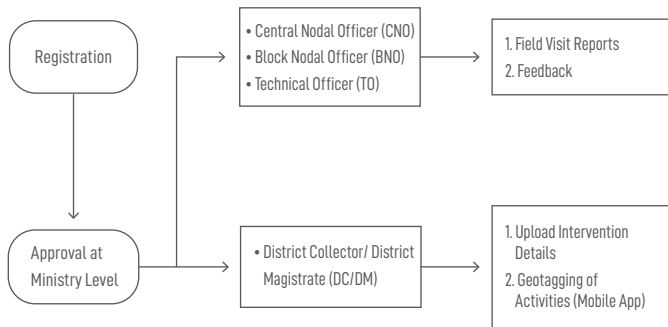 Registration
• Central Nodal Officer (CNO)
• Block Nodal Officer (BNO)
• Technical Officer (TO)
1. Field Visit Reports
2. Feedback
Approval at
Ministry Level
• District Collector/ District
Magistrate (DC/DM)
1. Upload Intervention
Details
2. Geotagging of
Activities (Mobile App)